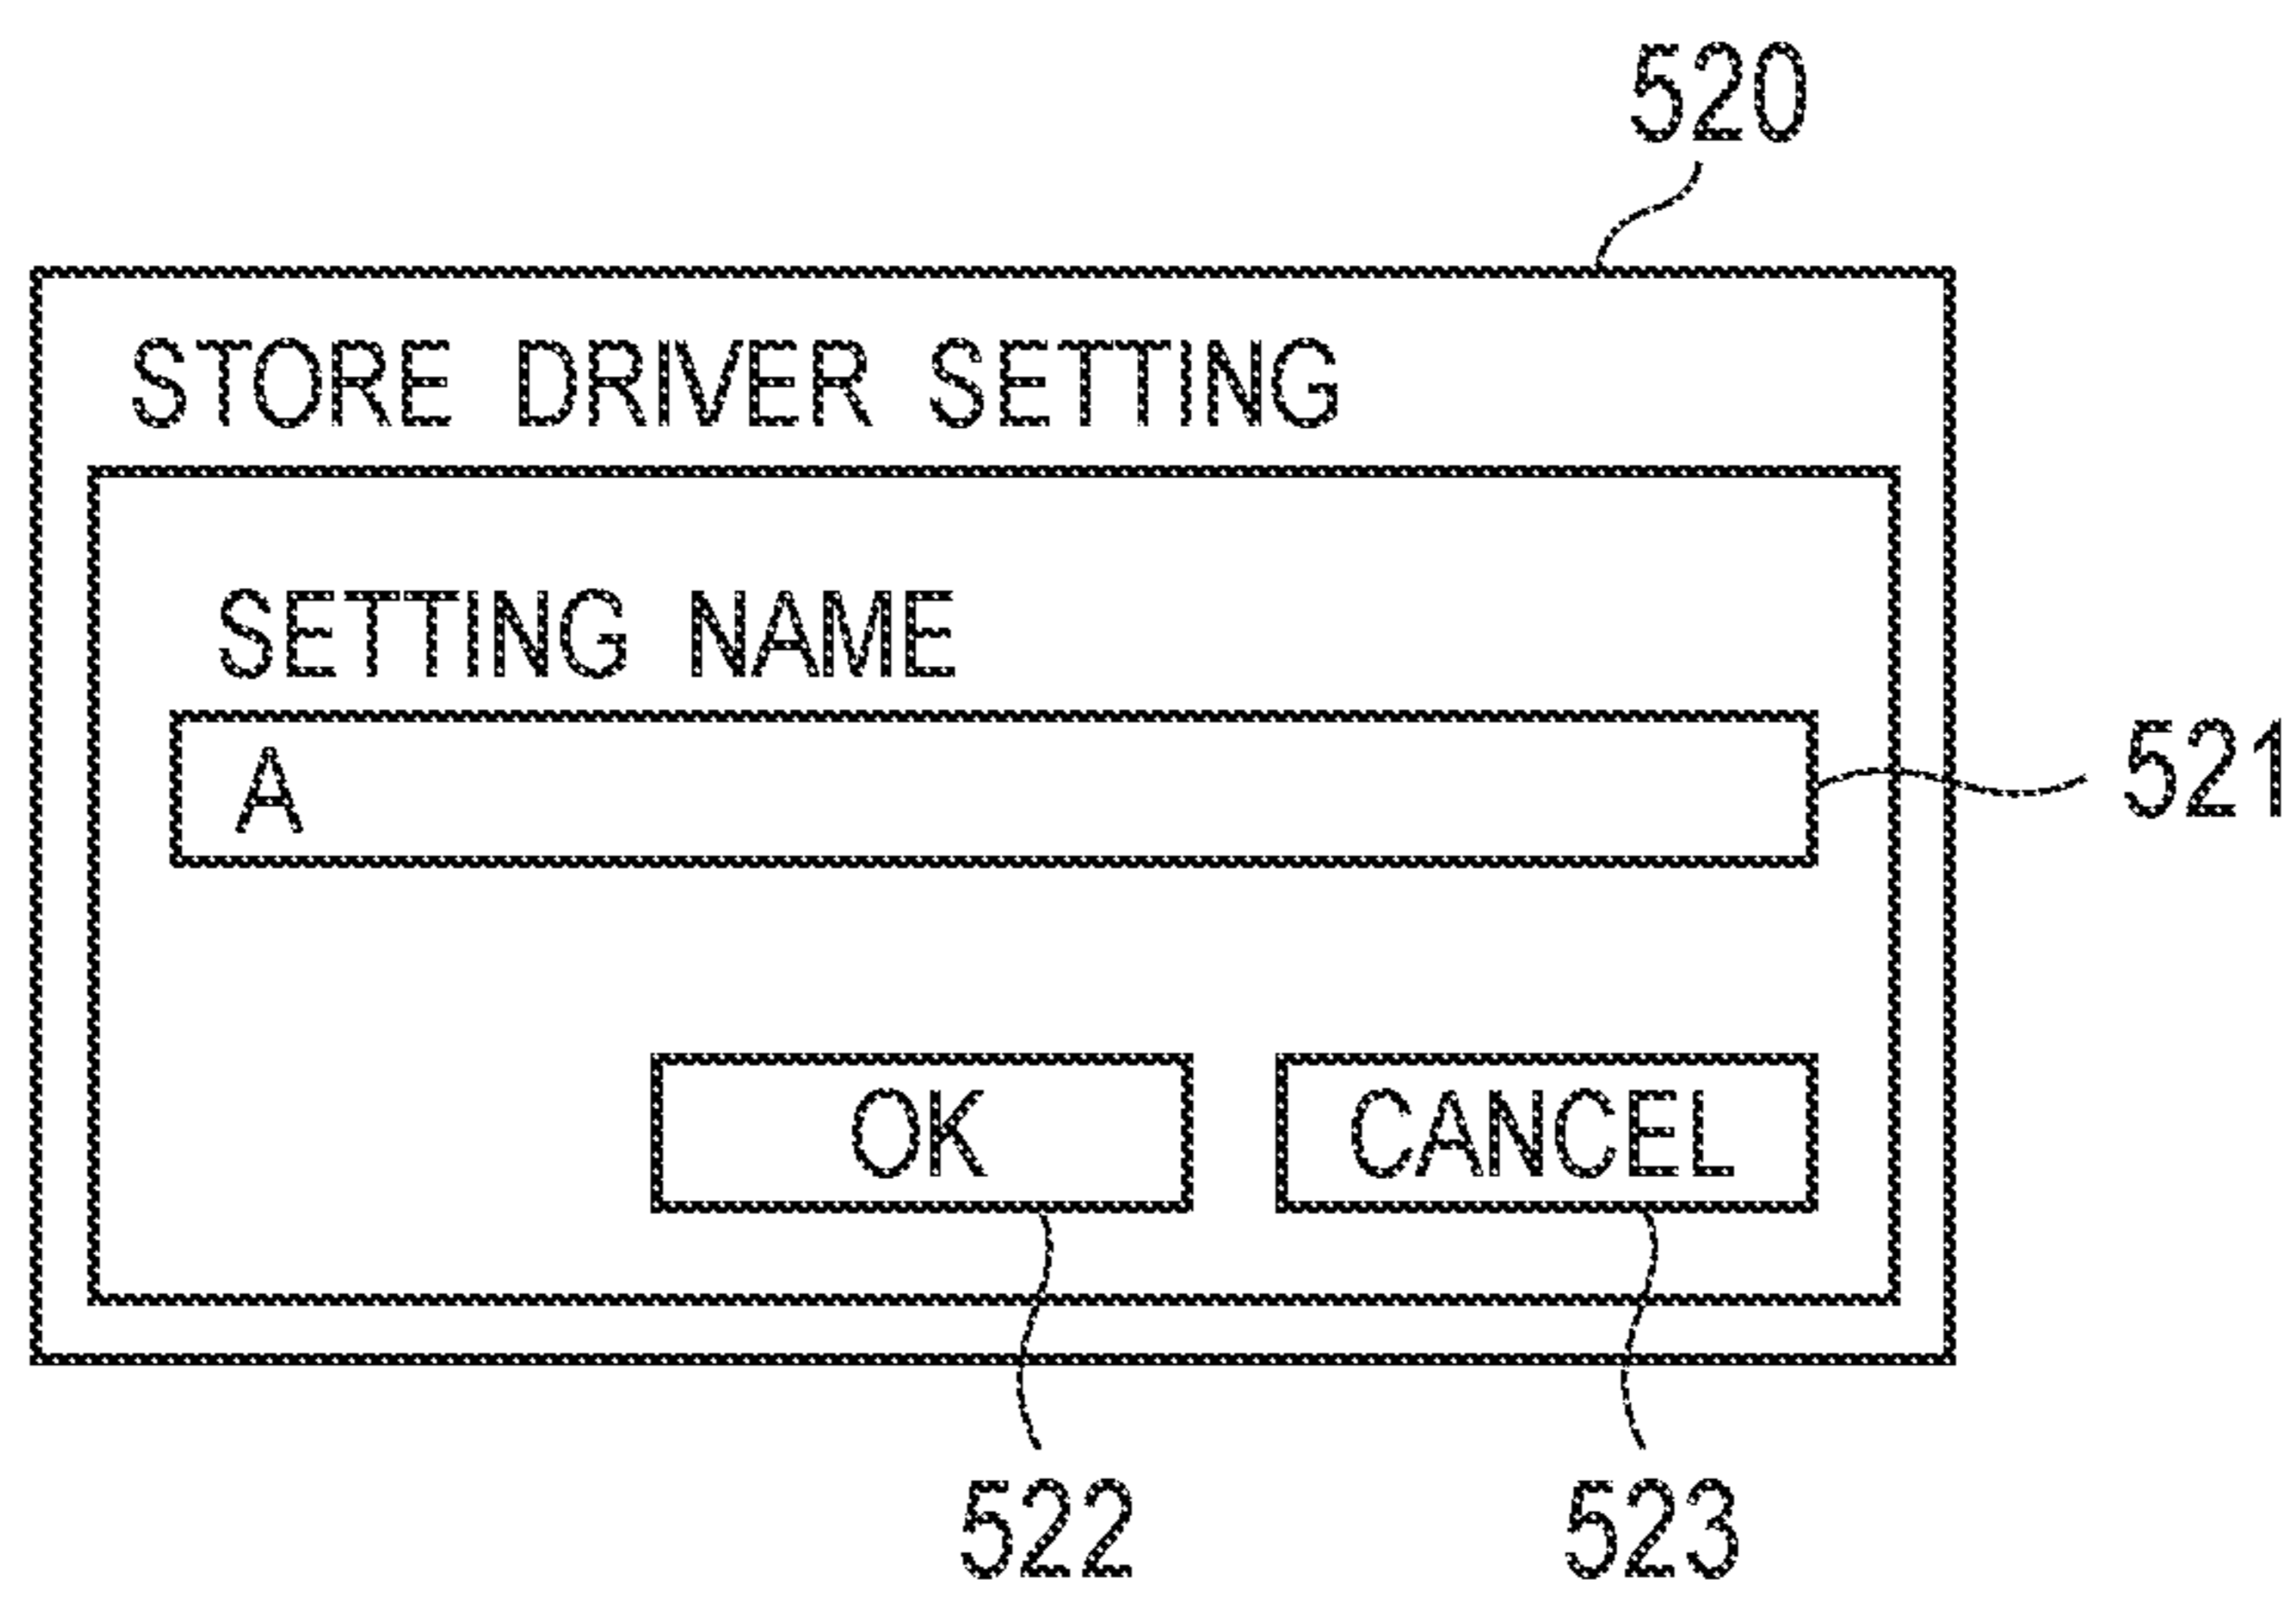 520
STORE DRIVER SETTING
SETTING NAME
A
521
OK CANCEL
522 523